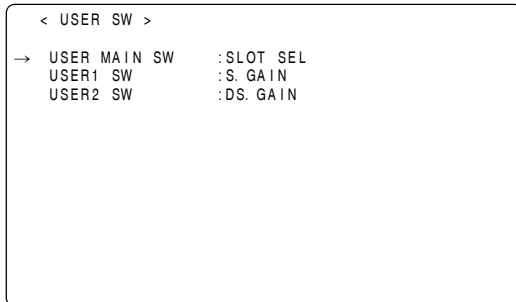 < USER SW >
→ USER MAIN SW :SLOT SEL
USER1 SW :S. GAIN
USER2 SW :DS. GAIN